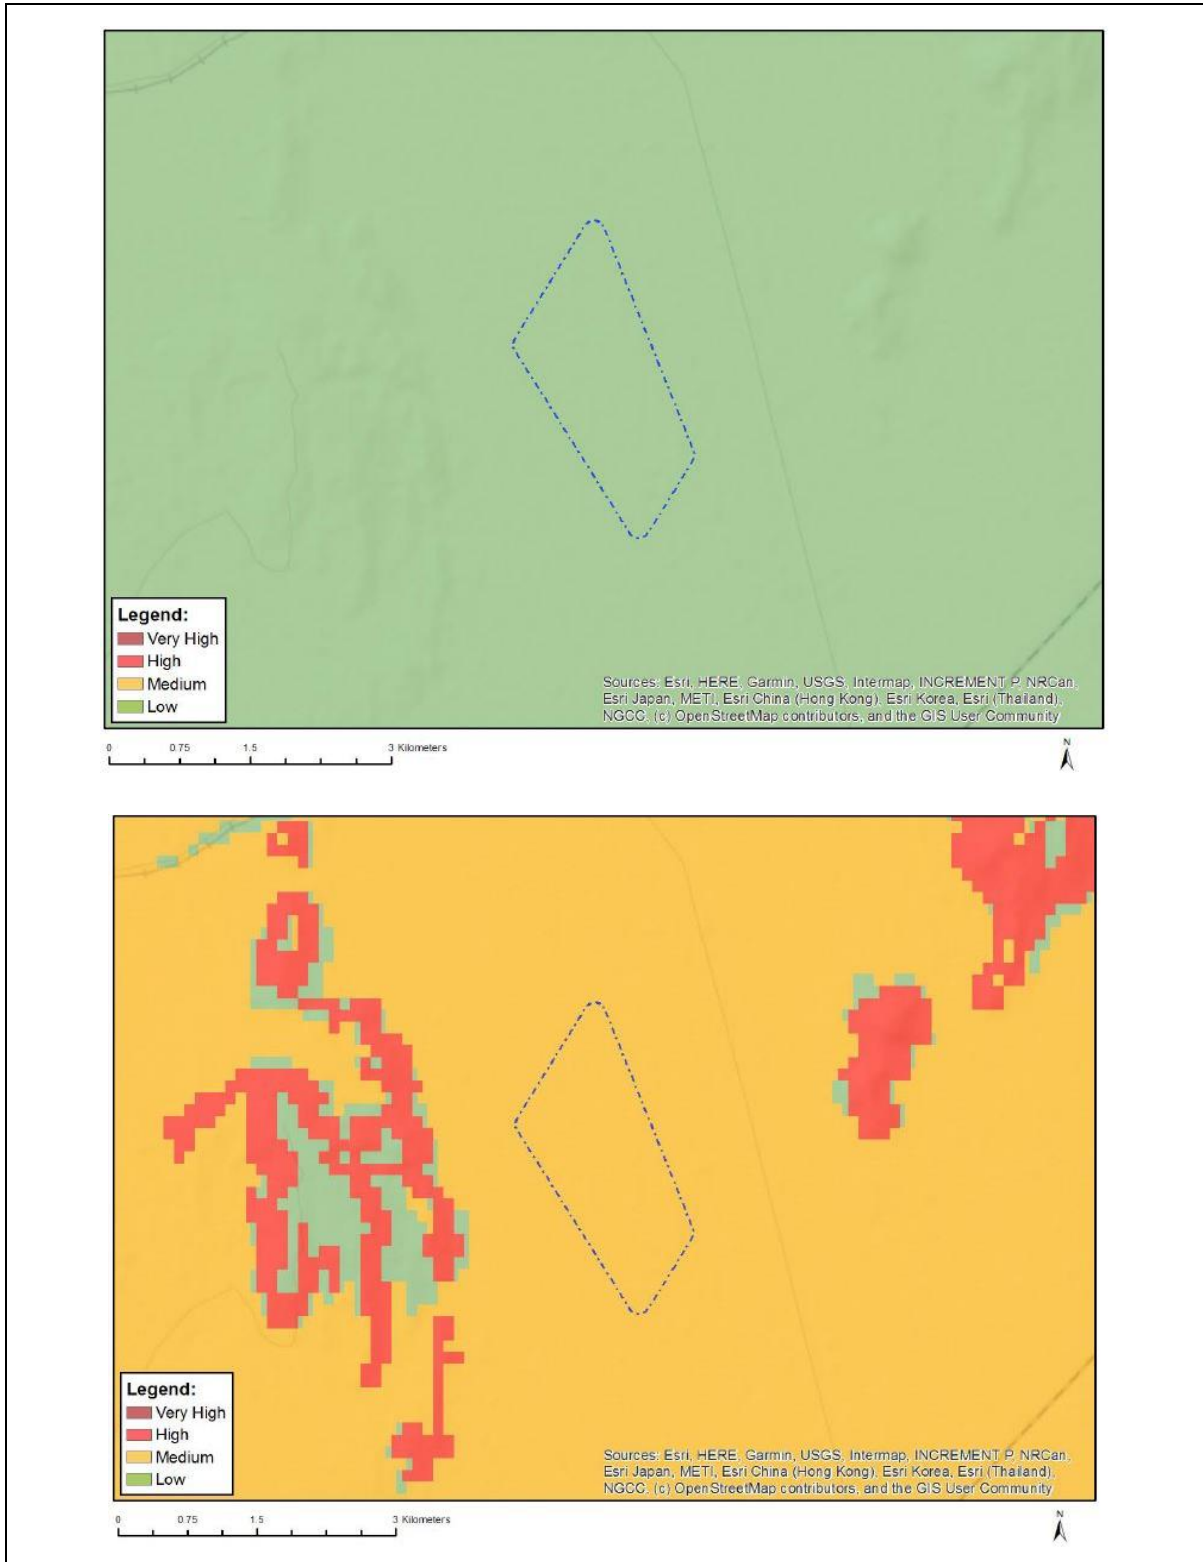 Legend:
Very High
High
Medium
Low
Sources: Esri, HERE, Garmin, USGS, Intermap, INCREMENT P, NRCan,
Esri Japan, METI, Esri China (Hong Kong), Esri Korea, Esri (Thailand),
NGCC, (c) OpenStreetMap contributors, and the GIS User Community
0 0.75 1.5 3 Kilometers
N
Legend:
Very High
High
Medium
Low
Sources: Esri, HERE, Garmin, USGS, Intermap, INCREMENT P, NRCan,
Esri Japan, METI, Esri China (Hong Kong), Esri Korea, Esri (Thailand),
NGCC, (c) OpenStreetMap contributors, and the GIS User Community
0 0.75 1.5 3 Kilometers
N